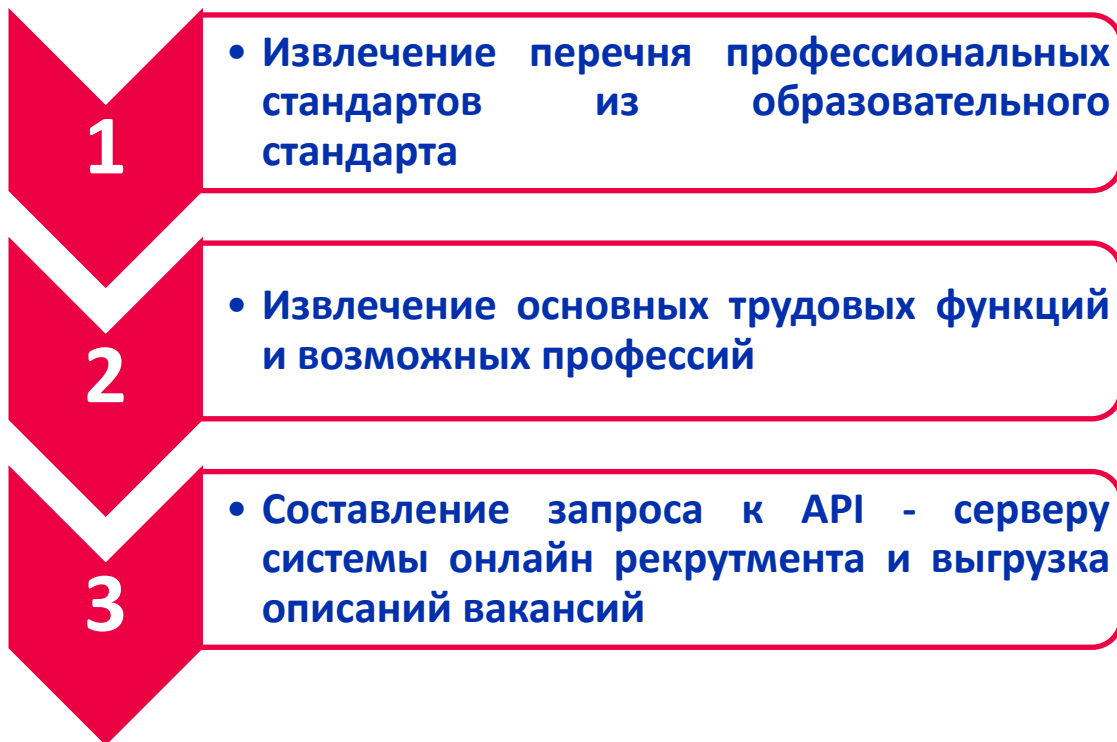 1
• Извлечение перечня профессиональных
стандартов из образовательного
стандарта
2
• Извлечение основных трудовых функций
и возможных профессий
3
• Составление запроса к API - серверу
системы онлайн рекрутмента и выгрузка
описаний вакансий